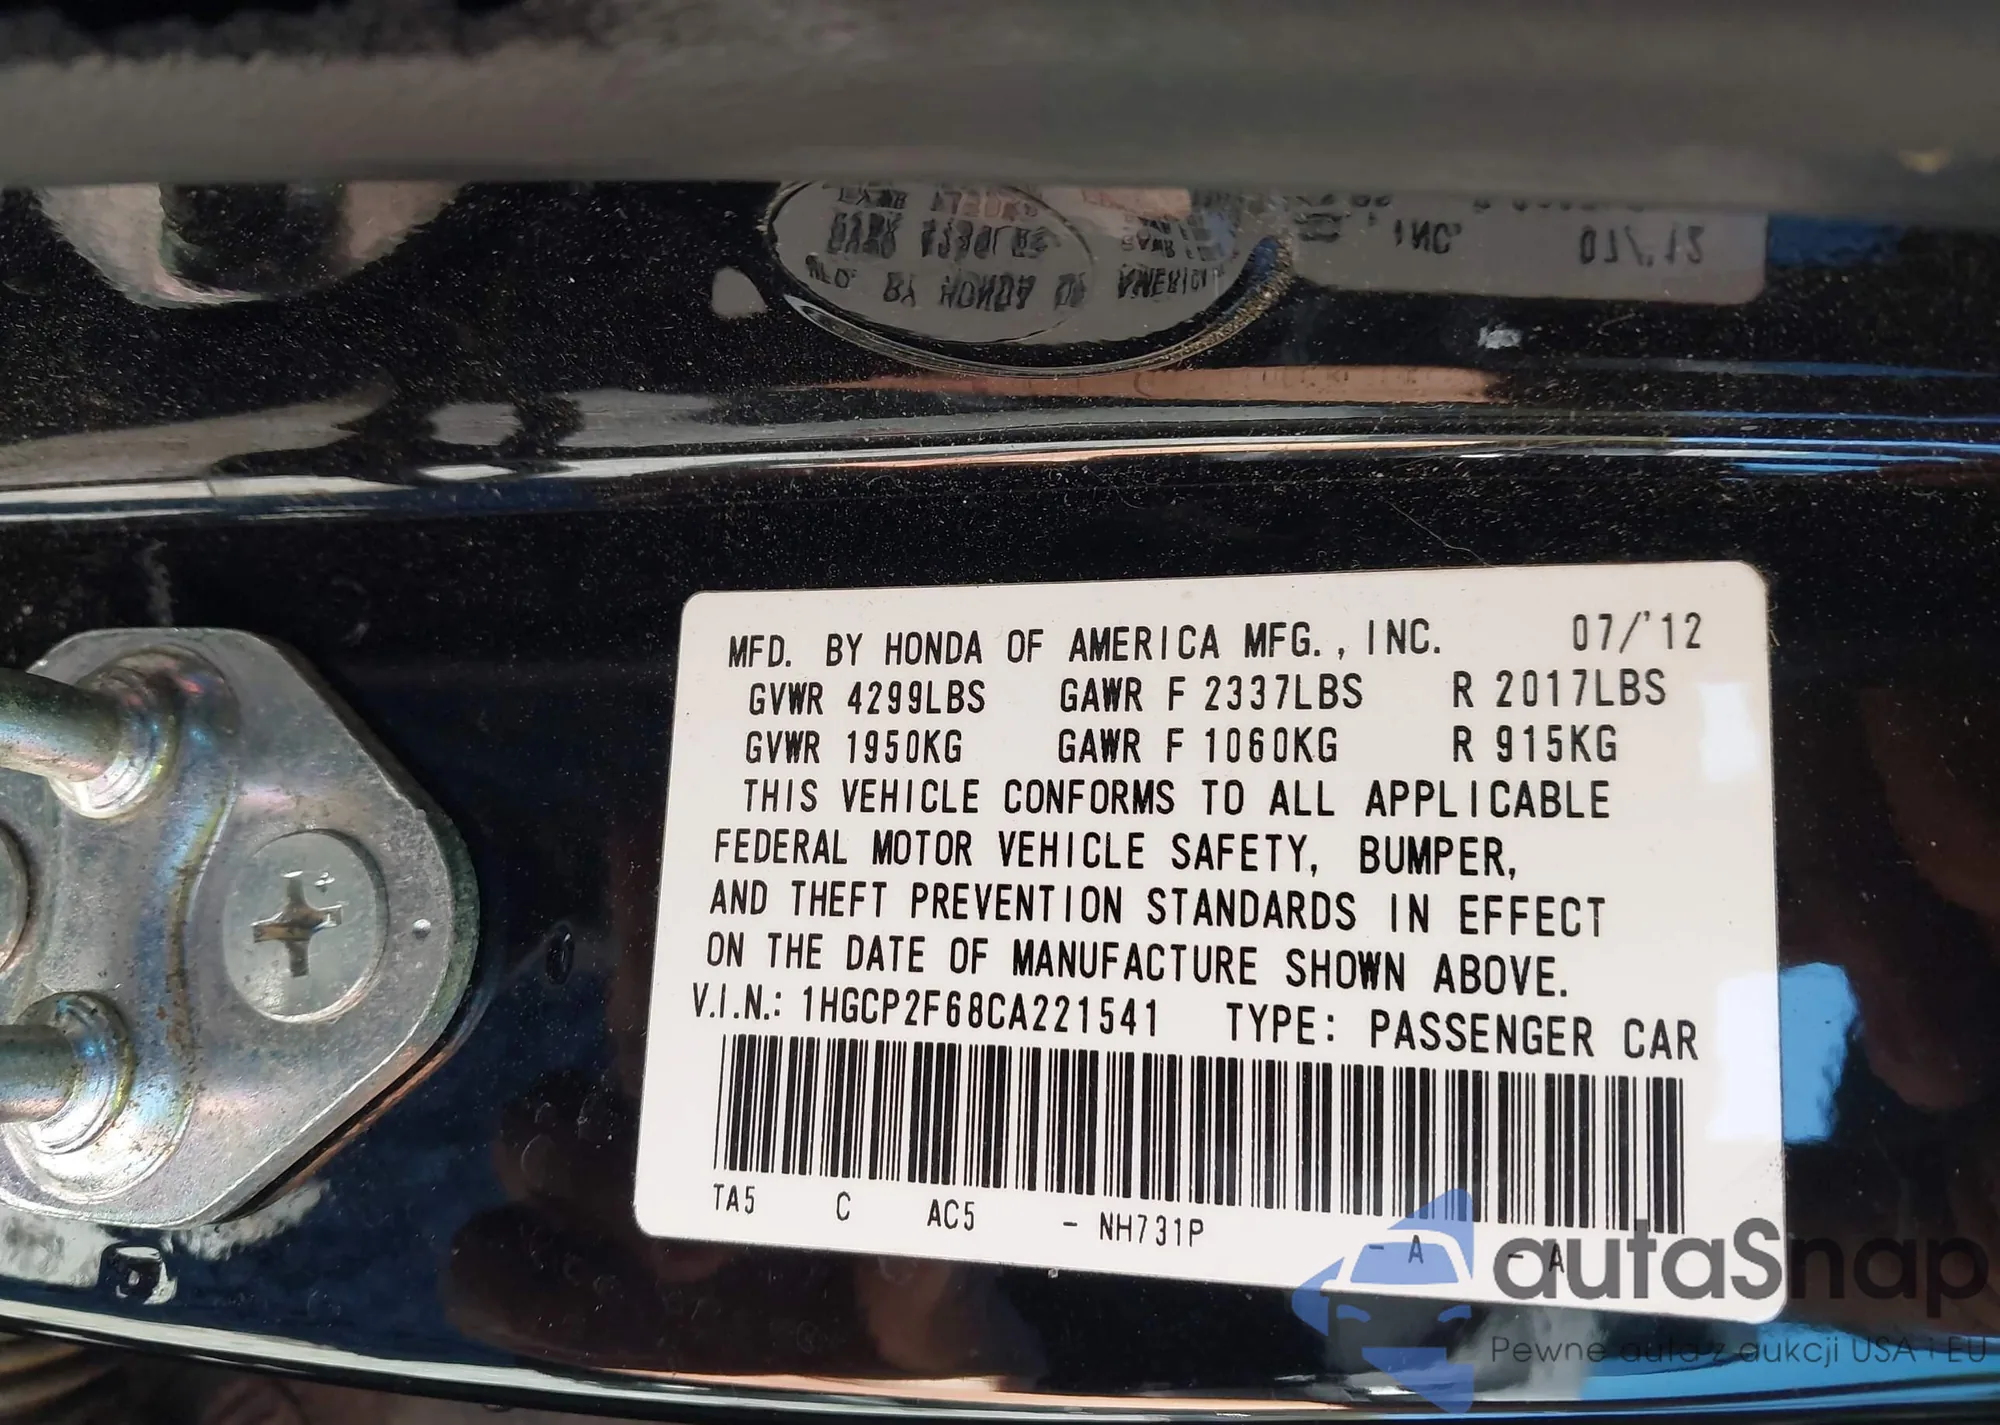 MFD. BY HONDA OF AMERICA MFG., INC. 07/'12
GVWR 4299LBS GAWR F 2337LBS R 2017LBS
GVWR 1950KG GAWR F 1060KG R 915KG
THIS VEHICLE CONFORMS TO ALL APPLICABLE
FEDERAL MOTOR VEHICLE SAFETY, BUMPER,
AND THEFT PREVENTION STANDARDS IN EFFECT
ON THE DATE OF MANUFACTURE SHOWN ABOVE.
V.I.N.: 1HGCP2F68CA221541 TYPE: PASSENGER CAR
TA5 C AC5 - NH731P - A - A
autaSnap
Pewne auta z aukcji USA i EU